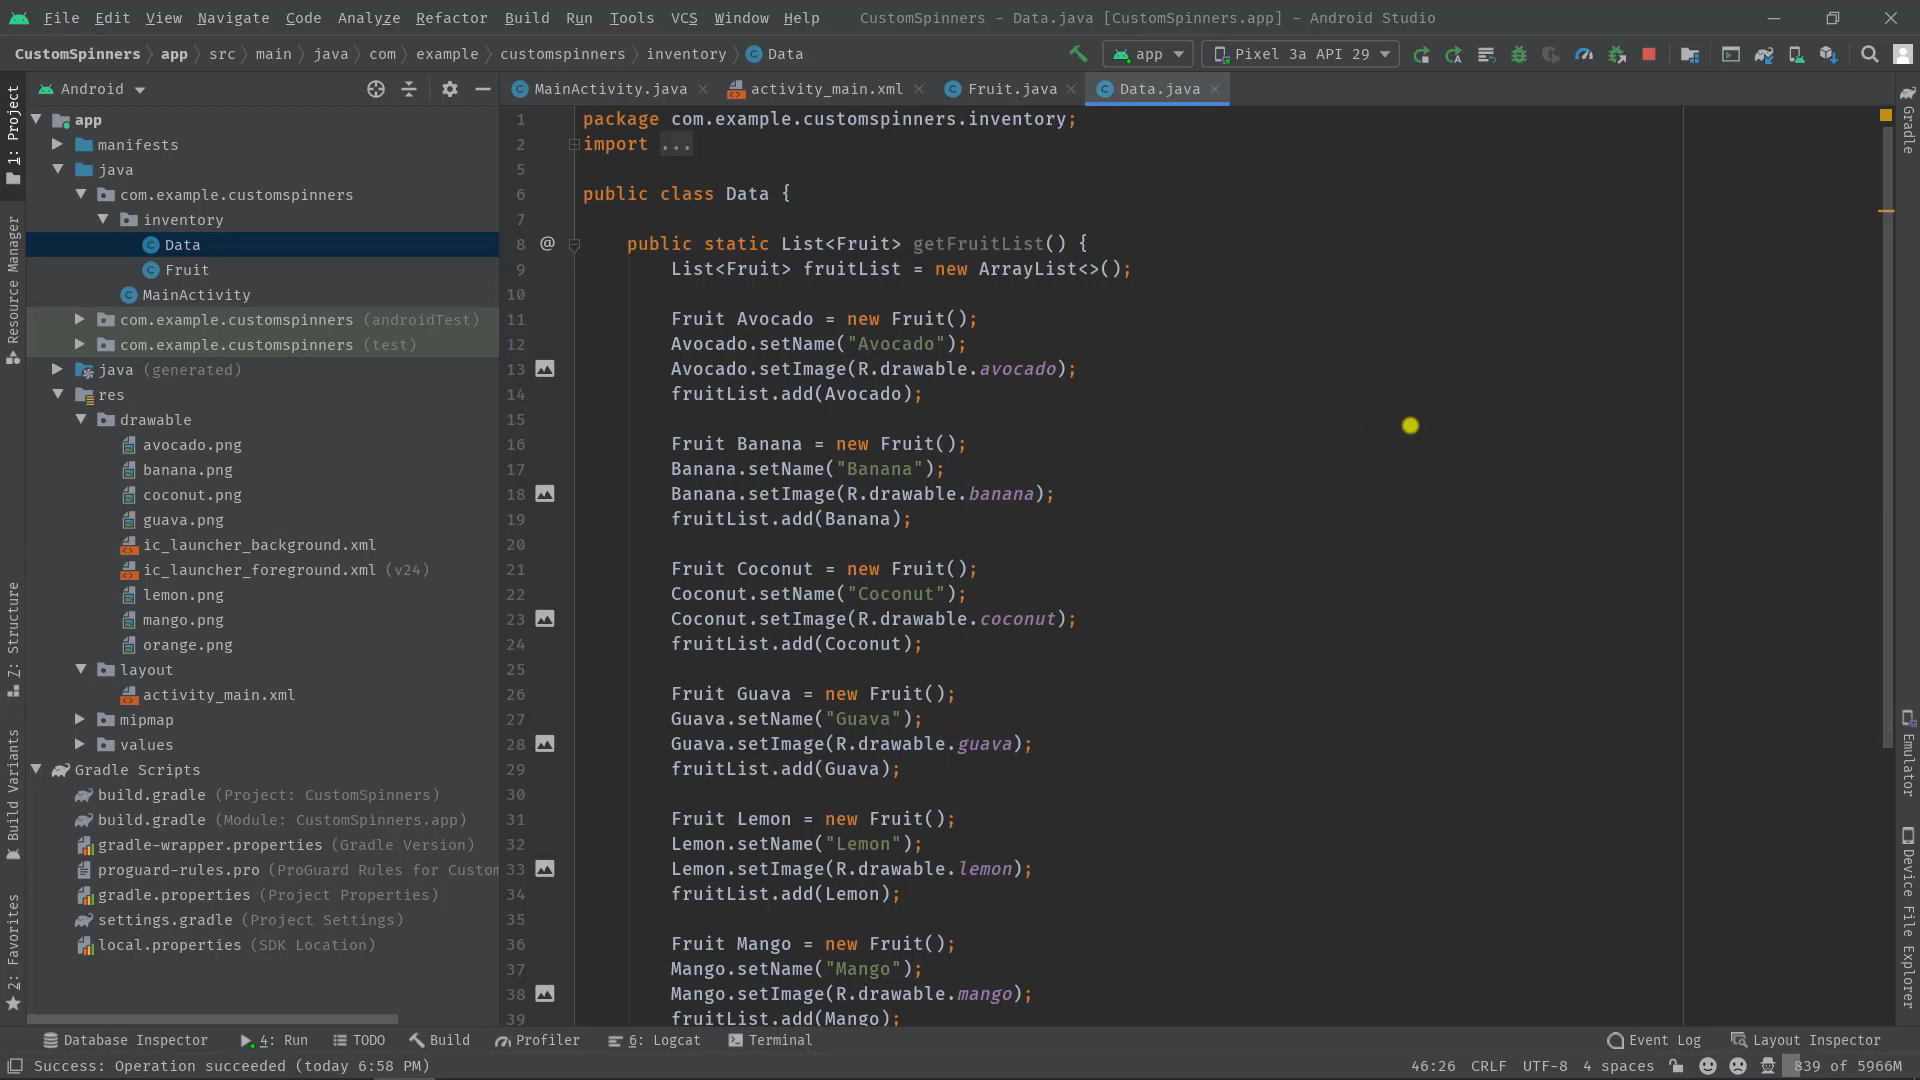 File Edit View Navigate Code Analyze Refactor Build Run Tools VCS Window Help CustomSpinners - Data.java [CustomSpinners.app] - Android Studio
CustomSpinners app src main java com example customspinners inventory Data app Pixel 3a API 29
Android
MainActivity.java activity_main.xml Fruit.java Data.java
1: Project
Resource Manager
Z: Structure
Build Variants
2: Favorites
app
manifests
java
com.example.customspinners
inventory
Data
Fruit
MainActivity
com.example.customspinners (androidTest)
com.example.customspinners (test)
java (generated)
res
drawable
avocado.png
banana.png
coconut.png
guava.png
ic_launcher_background.xml
ic_launcher_foreground.xml (v24)
lemon.png
mango.png
orange.png
layout
activity_main.xml
mipmap
values
Gradle Scripts
build.gradle (Project: CustomSpinners)
build.gradle (Module: CustomSpinners.app)
gradle-wrapper.properties (Gradle Version)
proguard-rules.pro (ProGuard Rules for Custom
gradle.properties (Project Properties)
settings.gradle (Project Settings)
local.properties (SDK Location)
1 package com.example.customspinners.inventory;
2 import ...
5
6 public class Data {
7
8 @ public static List<Fruit> getFruitList() {
9 List<Fruit> fruitList = new ArrayList<>();
10
11 Fruit Avocado = new Fruit();
12 Avocado.setName("Avocado");
13 Avocado.setImage(R.drawable.avocado);
14 fruitList.add(Avocado);
15
16 Fruit Banana = new Fruit();
17 Banana.setName("Banana");
18 Banana.setImage(R.drawable.banana);
19 fruitList.add(Banana);
20
21 Fruit Coconut = new Fruit();
22 Coconut.setName("Coconut");
23 Coconut.setImage(R.drawable.coconut);
24 fruitList.add(Coconut);
25
26 Fruit Guava = new Fruit();
27 Guava.setName("Guava");
28 Guava.setImage(R.drawable.guava);
29 fruitList.add(Guava);
30
31 Fruit Lemon = new Fruit();
32 Lemon.setName("Lemon");
33 Lemon.setImage(R.drawable.lemon);
34 fruitList.add(Lemon);
35
36 Fruit Mango = new Fruit();
37 Mango.setName("Mango");
38 Mango.setImage(R.drawable.mango);
39 fruitList.add(Mango);
Gradle
Emulator
Device File Explorer
Database Inspector 4: Run TODO Build Profiler 6: Logcat Terminal Event Log Layout Inspector
Success: Operation succeeded (today 6:58 PM) 46:26 CRLF UTF-8 4 spaces 839 of 5966M